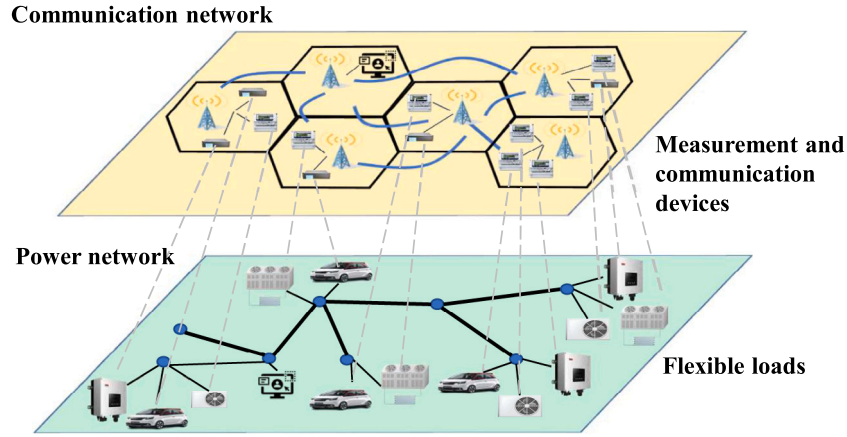 Communication network
Measurement and
communication
devices
Power network
Flexible loads